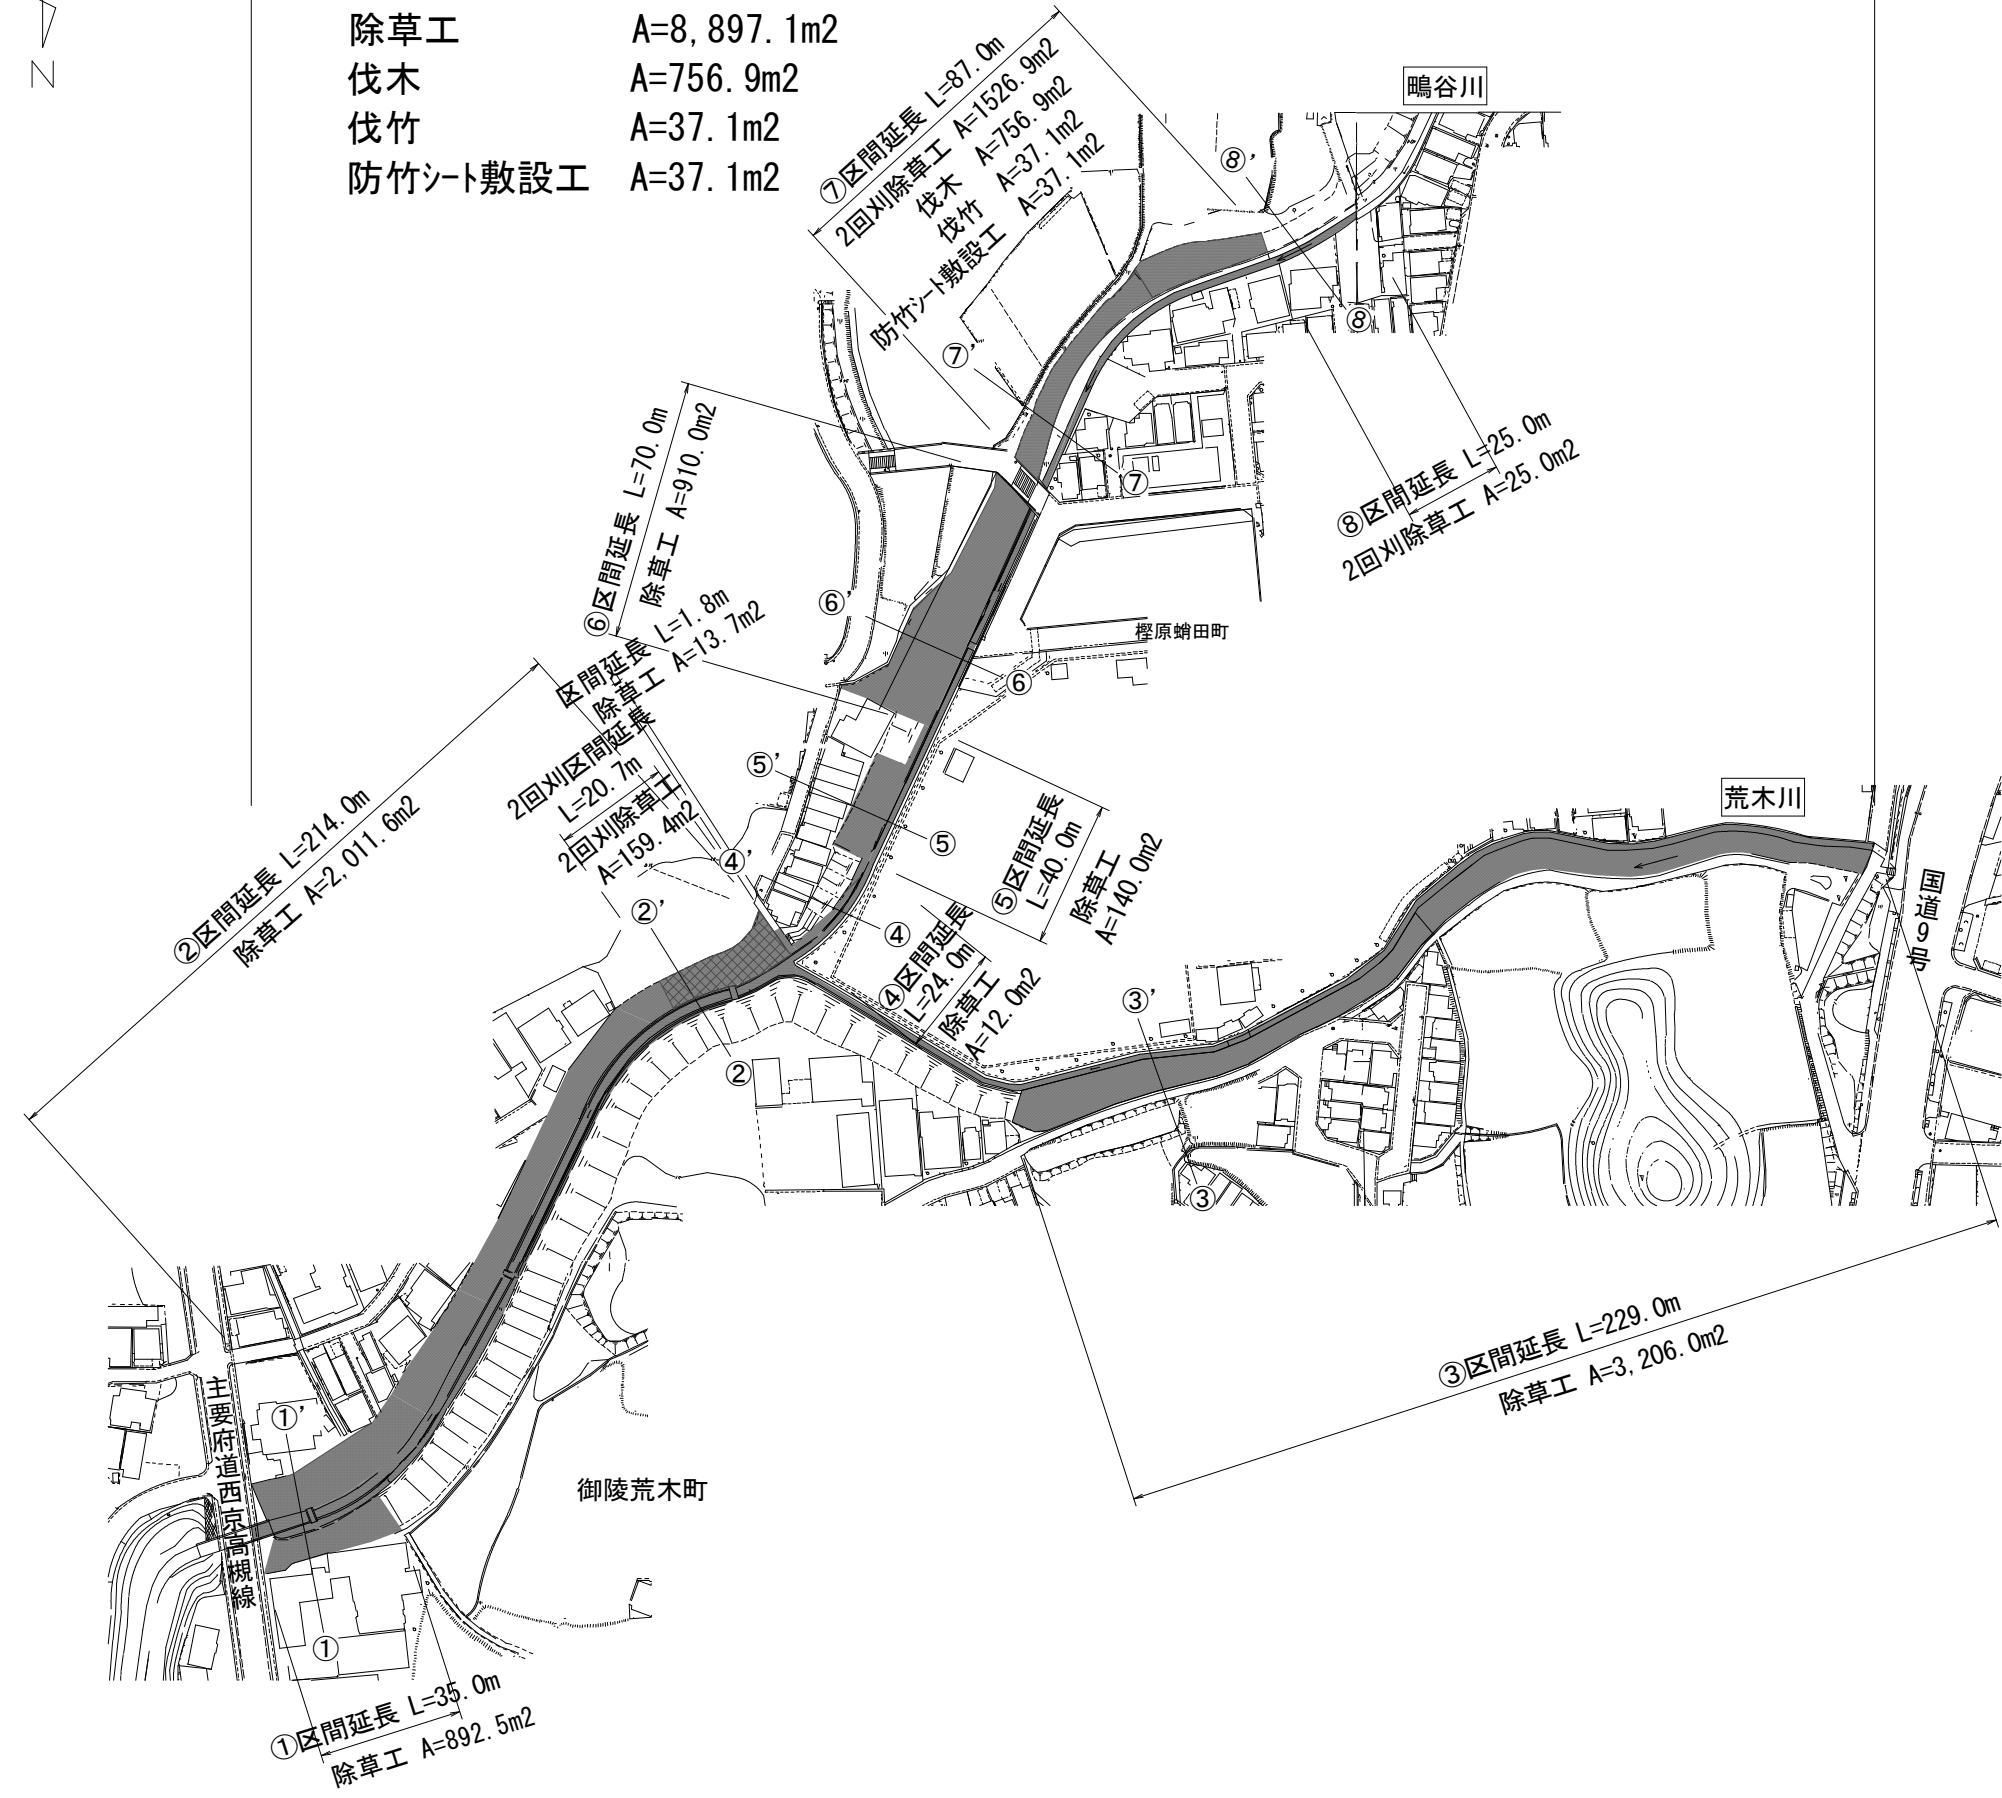 除草工 A=8,897.1m2
伐木 A=756.9m2
伐竹 A=37.1m2
防竹ｼｰﾄ敷設工 A=37.1m2
N
⑦区間延長 L=87.0m
2回刈除草工 A=1526.9m2
伐木 A=756.9m2
伐竹 A=37.1m2
防竹ｼｰﾄ敷設工 A=37.1m2
鴫谷川
⑧'
⑧
⑦'
⑦
⑧区間延長 L=25.0m
2回刈除草工 A=25.0m2
⑥区間延長 L=70.0m
除草工 A=910.0m2
⑥'
⑥
樫原蛸田町
区間延長 L=1.8m
除草工 A=13.7m2
2回刈区間延長
L=20.7m
2回刈除草工
A=159.4m2
⑤'
⑤
⑤区間延長
L=40.0m
除草工
A=140.0m2
④'
④
④区間延長
L=24.0m
除草工
A=12.0m2
②区間延長 L=214.0m
除草工 A=2,011.6m2
②'
②
荒木川
国道9号
③'
③
③区間延長 L=229.0m
除草工 A=3,206.0m2
主要府道西京高槻線
①'
①
御陵荒木町
①区間延長 L=35.0m
除草工 A=892.5m2